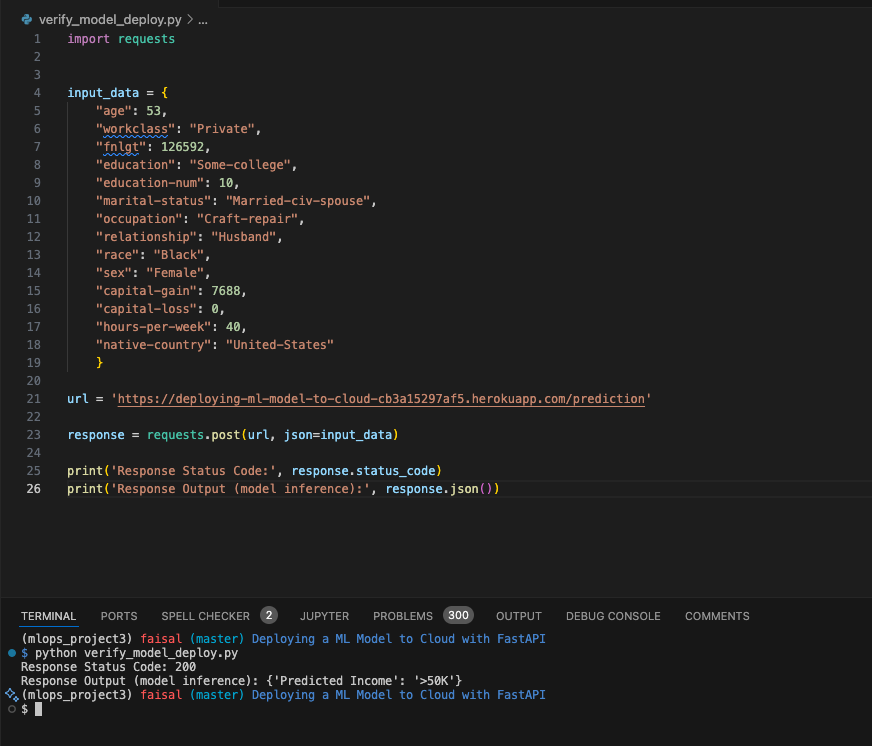 verify_model_deploy.py > ...
1 import requests
2
3
4 input_data = {
5 "age": 53,
6 "workclass": "Private",
7 "fnlgt": 126592,
8 "education": "Some-college",
9 "education-num": 10,
10 "marital-status": "Married-civ-spouse",
11 "occupation": "Craft-repair",
12 "relationship": "Husband",
13 "race": "Black",
14 "sex": "Female",
15 "capital-gain": 7688,
16 "capital-loss": 0,
17 "hours-per-week": 40,
18 "native-country": "United-States"
19 }
20
21 url = 'https://deploying-ml-model-to-cloud-cb3a15297af5.herokuapp.com/prediction'
22
23 response = requests.post(url, json=input_data)
24
25 print('Response Status Code:', response.status_code)
26 print('Response Output (model inference):', response.json())
TERMINAL PORTS SPELL CHECKER 2 JUPYTER PROBLEMS 300 OUTPUT DEBUG CONSOLE COMMENTS
(mlops_project3) faisal (master) Deploying a ML Model to Cloud with FastAPI
$ python verify_model_deploy.py
Response Status Code: 200
Response Output (model inference): {'Predicted Income': '>50K'}
(mlops_project3) faisal (master) Deploying a ML Model to Cloud with FastAPI
$